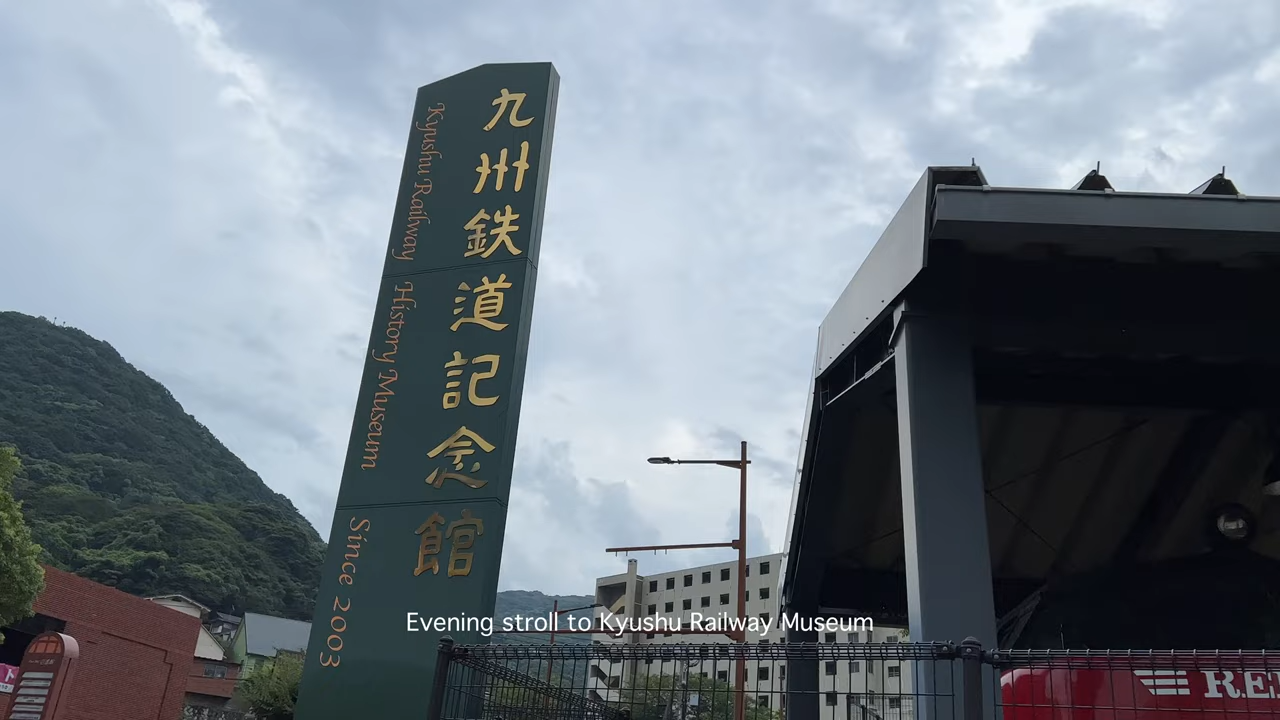 九州鉄道記念館
Kyushu Railway History Museum
Since 2003
Evening stroll to Kyushu Railway Museum